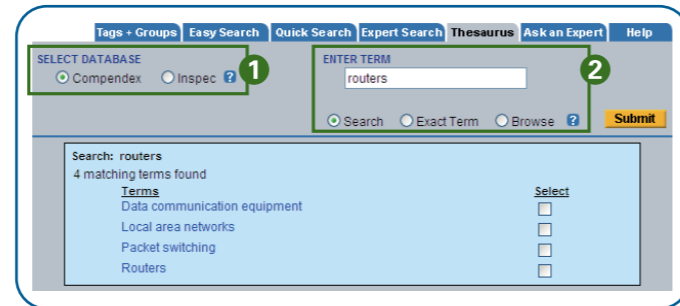 Tags + Groups Easy Search Quick Search Expert Search Thesaurus Ask an Expert Help
SELECT DATABASE
Compendex Inspec ?
1
ENTER TERM
routers
2
Search Exact Term Browse ? Submit
Search: routers
4 matching terms found
Terms Select
Data communication equipment
Local area networks
Packet switching
Routers